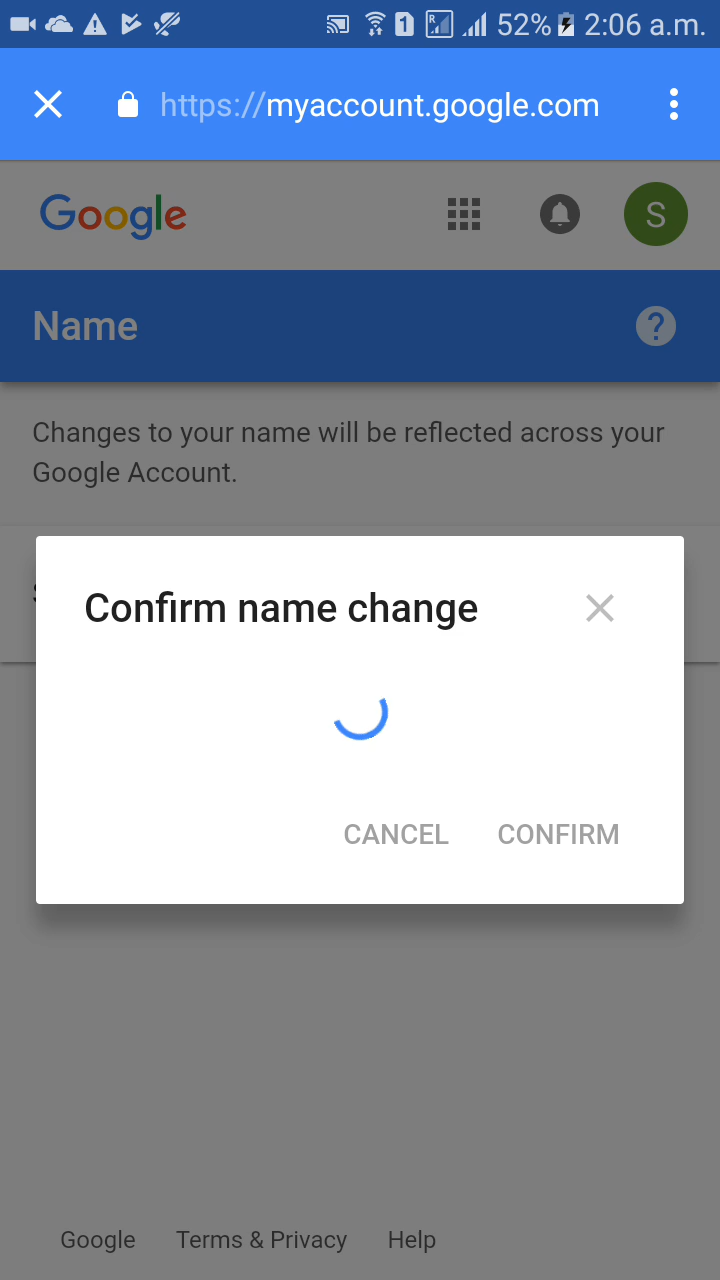 1 R 52% 2:06 a.m.
https://myaccount.google.com
Google
S
Name
?
Changes to your name will be reflected across your
Google Account.
Confirm name change
CANCEL CONFIRM
Google Terms & Privacy Help